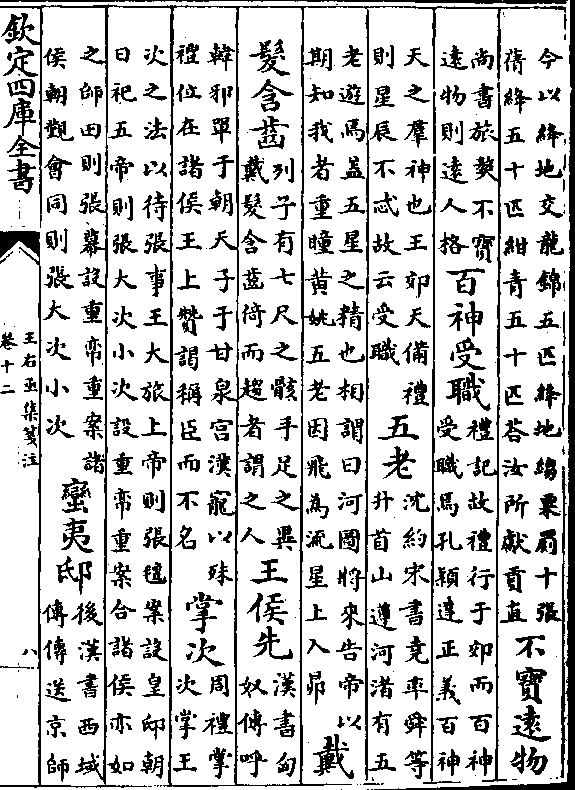 今以絳地交龍錦五匹絳地縐粟罽十張
蒨絳五十匹紺青五十匹答汝所獻貢直
不寶遠物
尚書旅獒不寶
遠物則遠人格
百神受職
禮記故禮行于郊而百神
受職焉孔穎達正義百神
天之羣神也王郊天備禮
則星辰不忒故云受職
五老
沈約宋書堯率舜等
升首山遵河渚有五
老遊焉葢五星之精也相謂曰河圖將來告帝以
期知我者重瞳黄姚五老因飛為流星上入昴
戴
髮含齒
列子有七尺之骸手足之異
戴髮含齒倚而趨者謂之人
王侯先
漢書匈
奴傳呼
韓邪單于朝天子于甘泉宮漢寵以殊
禮位在諸侯王上贊謁稱臣而不名
掌次
周禮掌
次掌王
次之法以待張事王大旅上帝則張氊案設皇邸朝
日祀五帝則張大次小次設重帟重案合諸侯亦如
之師田則張幕設重帟重案諸
侯朝覲會同則張大次小次
蠻夷邸
後漢書西域
傳傳送京師
欽定四庫全書
王右丞集箋注
卷十二
八